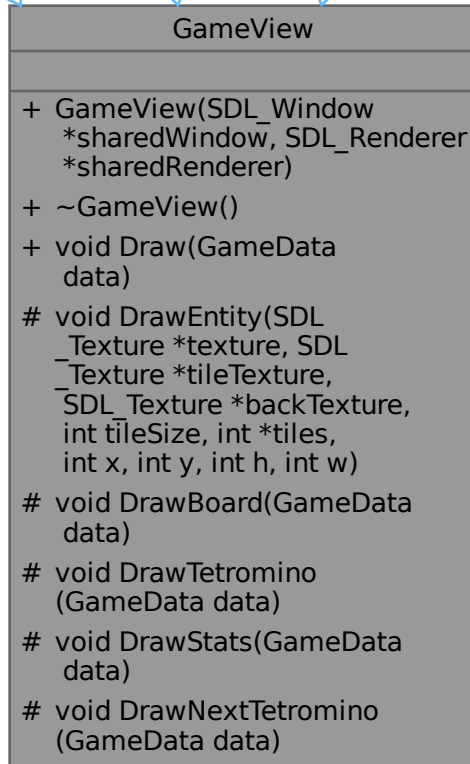 GameView
+ GameView(SDL_Window
*sharedWindow, SDL_Renderer
*sharedRenderer)
+ ~GameView()
+ void Draw(GameData
data)
# void DrawEntity(SDL
_Texture *texture, SDL
_Texture *tileTexture,
SDL_Texture *backTexture,
int tileSize, int *tiles,
int x, int y, int h, int w)
# void DrawBoard(GameData
data)
# void DrawTetromino
(GameData data)
# void DrawStats(GameData
data)
# void DrawNextTetromino
(GameData data)